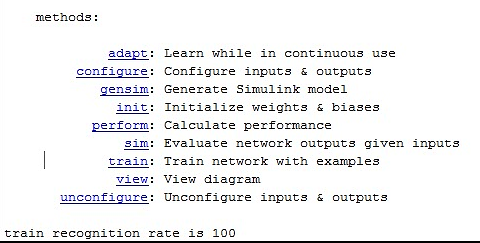 methods:
adapt: Learn while in continuous use
configure: Configure inputs & outputs
gensim: Generate Simulink model
init: Initialize weights & biases
perform: Calculate performance
sim: Evaluate network outputs given inputs
train: Train network with examples
view: View diagram
unconfigure: Unconfigure inputs & outputs
train recognition rate is 100